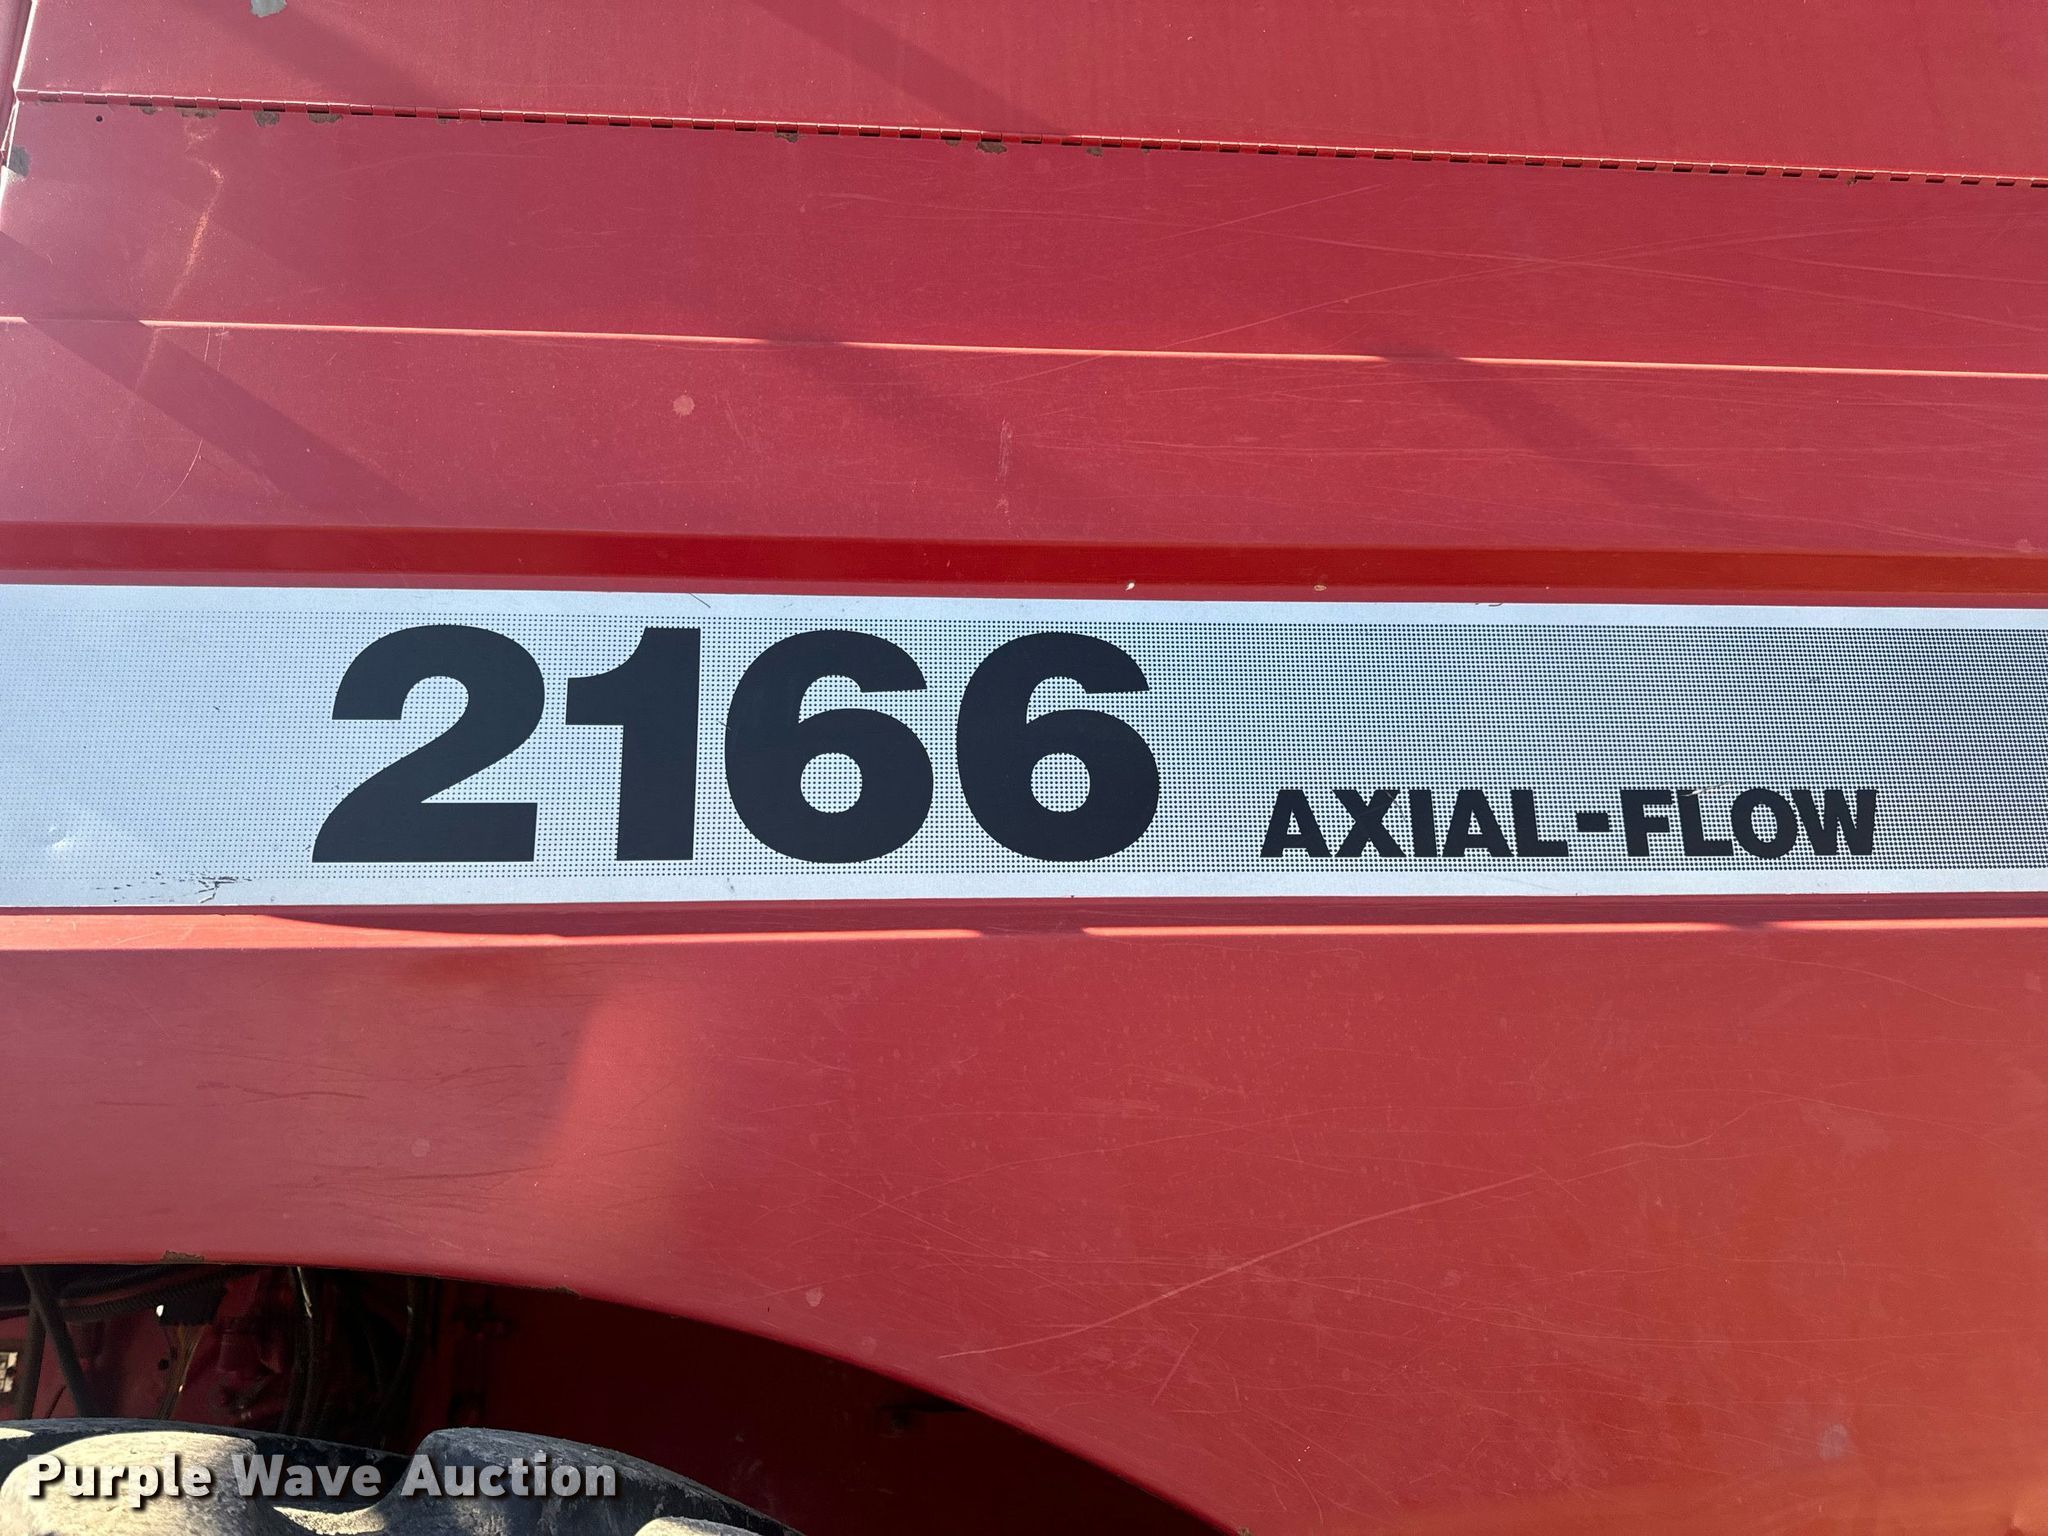 2166 AXIAL-FLOW
Purple Wave Auction